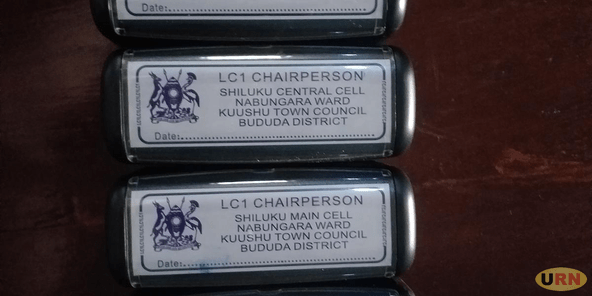 Date:
LC1 CHAIRPERSON
SHILUKU CENTRAL CELL
NABUNGARA WARD
KUUSHU TOWN COUNCIL
BUDUDA DISTRICT
Date:
LC1 CHAIRPERSON
SHILUKU MAIN CELL
NABUNGARA WARD
KUUSHU TOWN COUNCIL
BUDUDA DISTRICT
Date:
URN